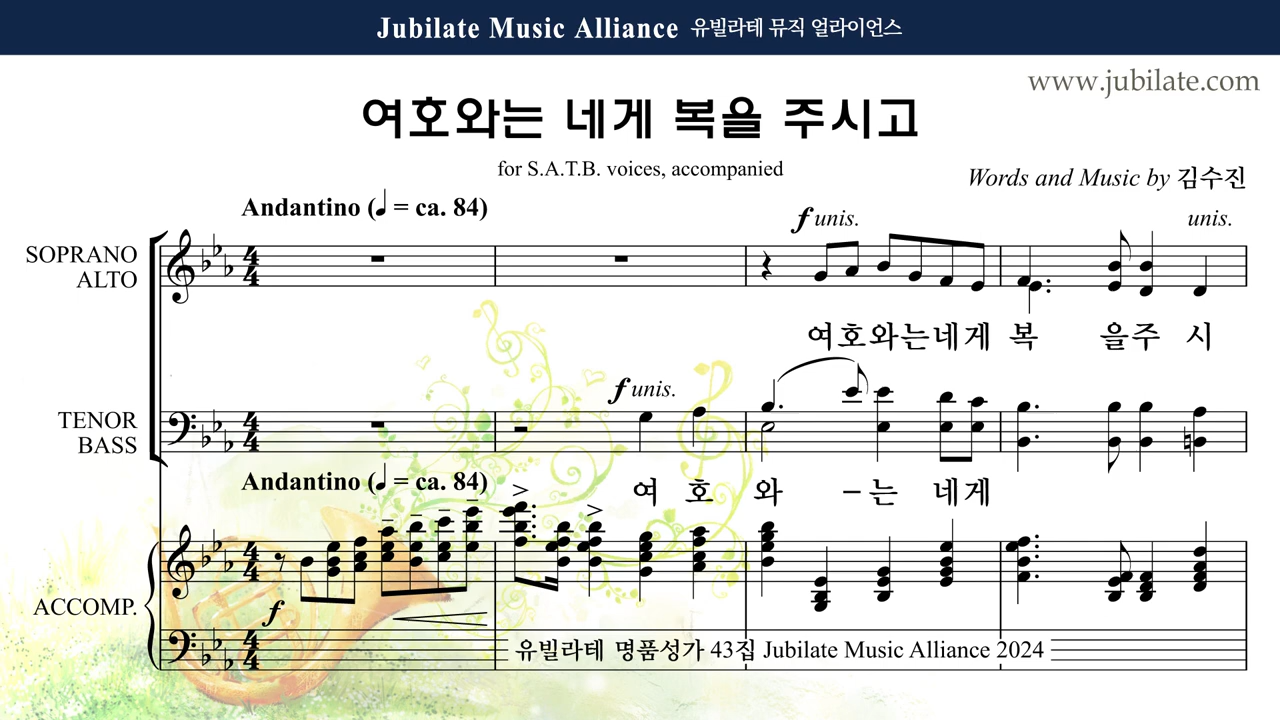 Jubilate Music Alliance 유빌라테 뮤직 얼라이언스
www.jubilate.com
여호와는 네게 복을 주시고
for S.A.T.B. voices, accompanied
Words and Music by 김수진
Andantino (♩ = ca. 84)
f unis.
unis.
SOPRANO
ALTO
여호와는네게 복 을주 시
f unis.
TENOR
BASS
여 호 와 –는 네게
Andantino (♩ = ca. 84)
f
ACCOMP.
유빌라테 명품성가 43집 Jubilate Music Alliance 2024